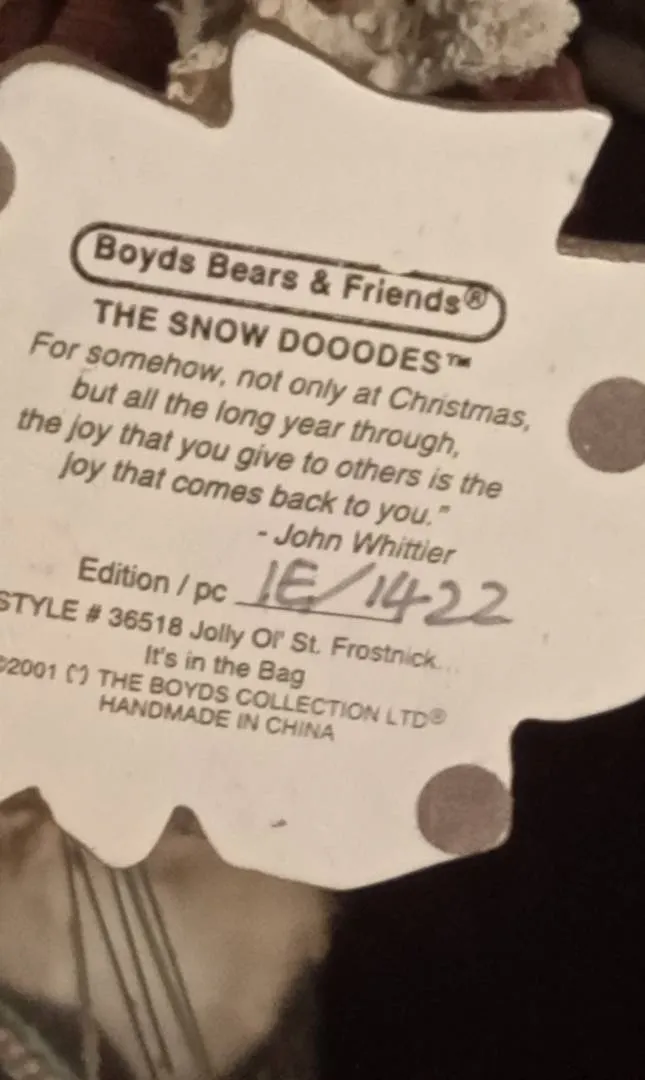 Boyds Bears & Friends®
THE SNOW DOOODES™
For somehow, not only at Christmas,
but all the long year through,
the joy that you give to others is the
joy that comes back to you."
- John Whittier
Edition / pc 1E/1422
STYLE # 36518 Jolly Ol' St. Frostnick...
It's in the Bag
©2001 (") THE BOYDS COLLECTION LTD®
HANDMADE IN CHINA